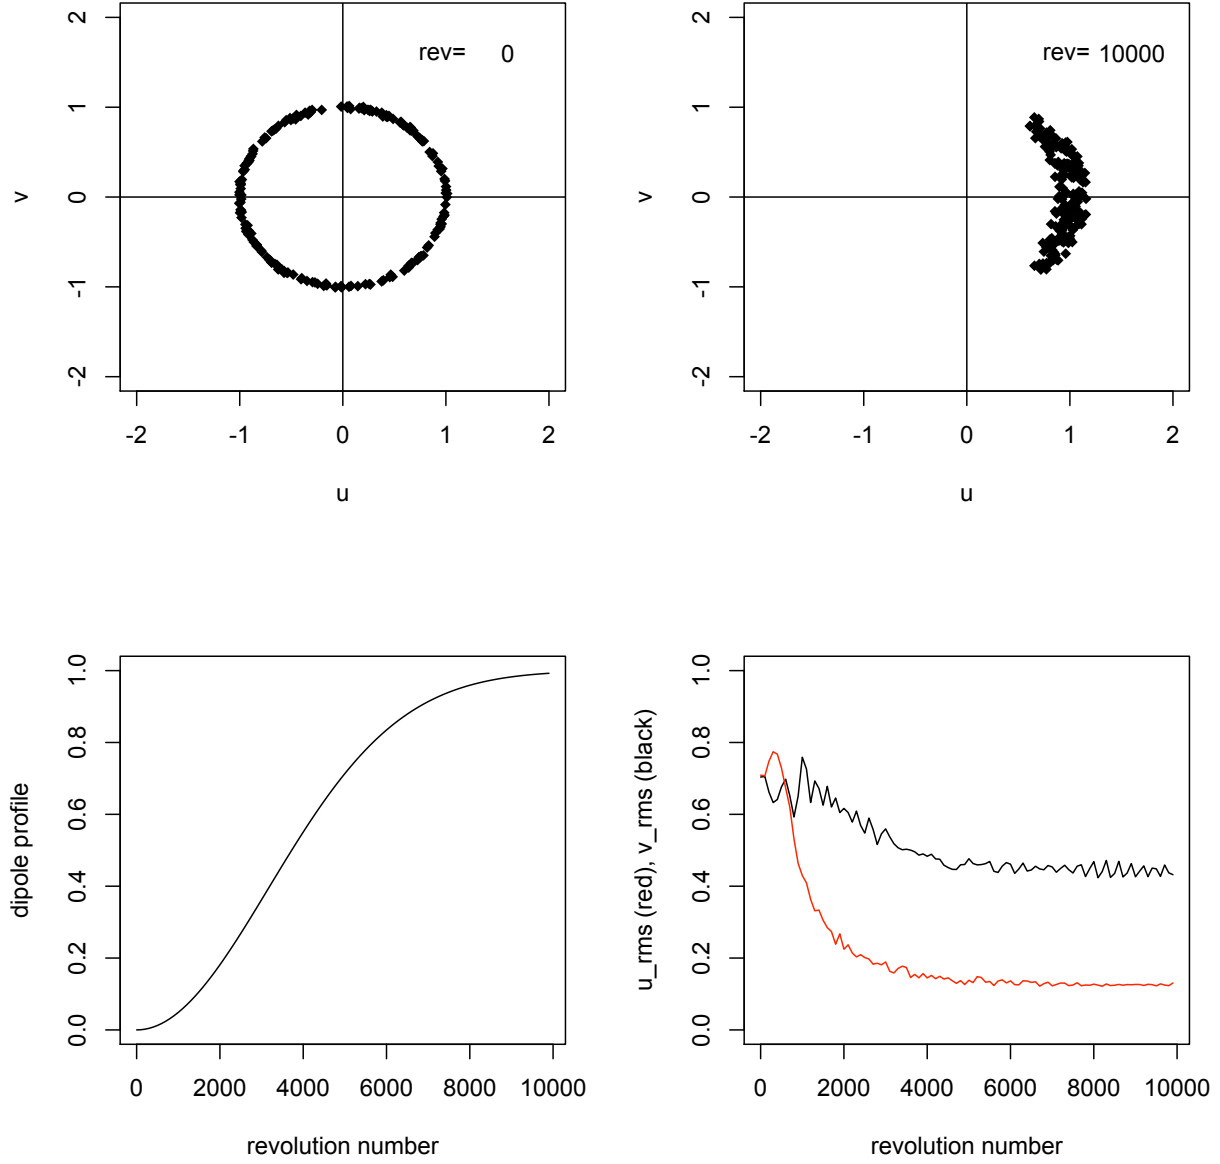 rev= 0
2
1
0
-1
-2
v
-2 -1 0 1 2
u
rev= 10000
2
1
0
-1
-2
v
-2 -1 0 1 2
u
1.0
0.8
0.6
0.4
0.2
0.0
dipole profile
0 2000 4000 6000 8000 10000
revolution number
1.0
0.8
0.6
0.4
0.2
0.0
u_rms (red), v_rms (black)
0 2000 4000 6000 8000 10000
revolution number